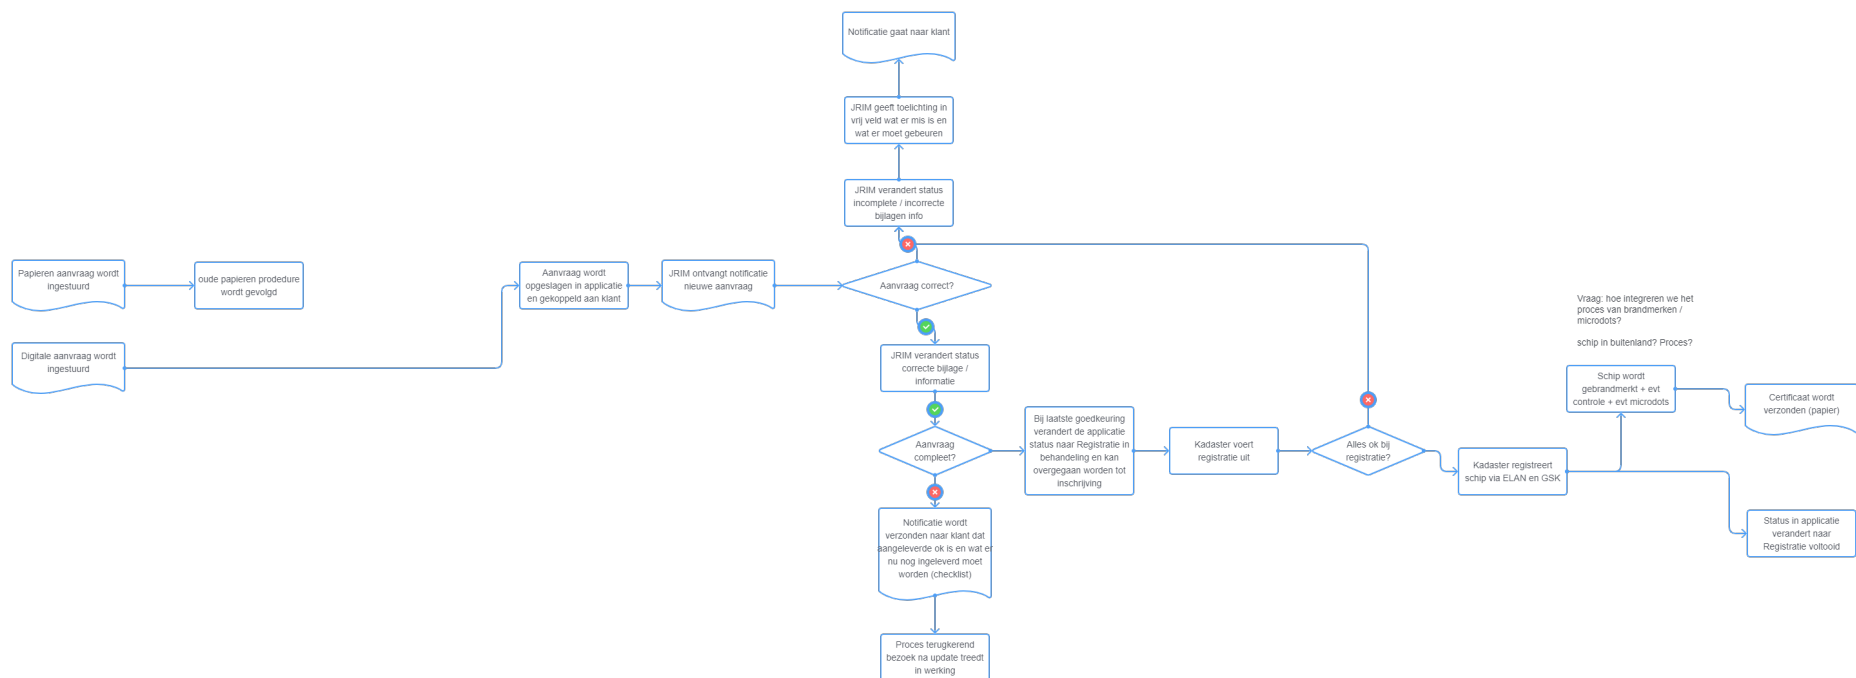 Notificatie gaat naar klant
JRIM geeft toelichting in
vrij veld wat er mis is en
wat er moet gebeuren
JRIM verandert status
incomplete / incorrecte
bijlagen info
Papieren aanvraag wordt
ingestuurd
oude papieren prodedure
wordt gevolgd
Aanvraag wordt
opgeslagen in applicatie
en gekoppeld aan klant
JRIM ontvangt notificatie
nieuwe aanvraag
Aanvraag correct?
Digitale aanvraag wordt
ingestuurd
JRIM verandert status
correcte bijlage /
informatie
Aanvraag
compleet?
Bij laatste goedkeuring
verandert de applicatie
status naar Registratie in
behandeling en kan
overgegaan worden tot
inschrijving
Kadaster voert
registratie uit
Alles ok bij
registratie?
Kadaster registreert
schip via ELAN en GSK
Vraag: hoe integreren we het
proces van brandmerken /
microdots?
schip in buitenland? Proces?
Schip wordt
gebrandmerkt + evt
controle + evt microdots
Certificaat wordt
verzonden (papier)
Status in applicatie
verandert naar
Registratie voltooid
Notificatie wordt
verzonden naar klant dat
aangeleverde ok is en wat er
nu nog ingeleverd moet
worden (checklist)
Proces terugkerend
bezoek na update treedt
in werking